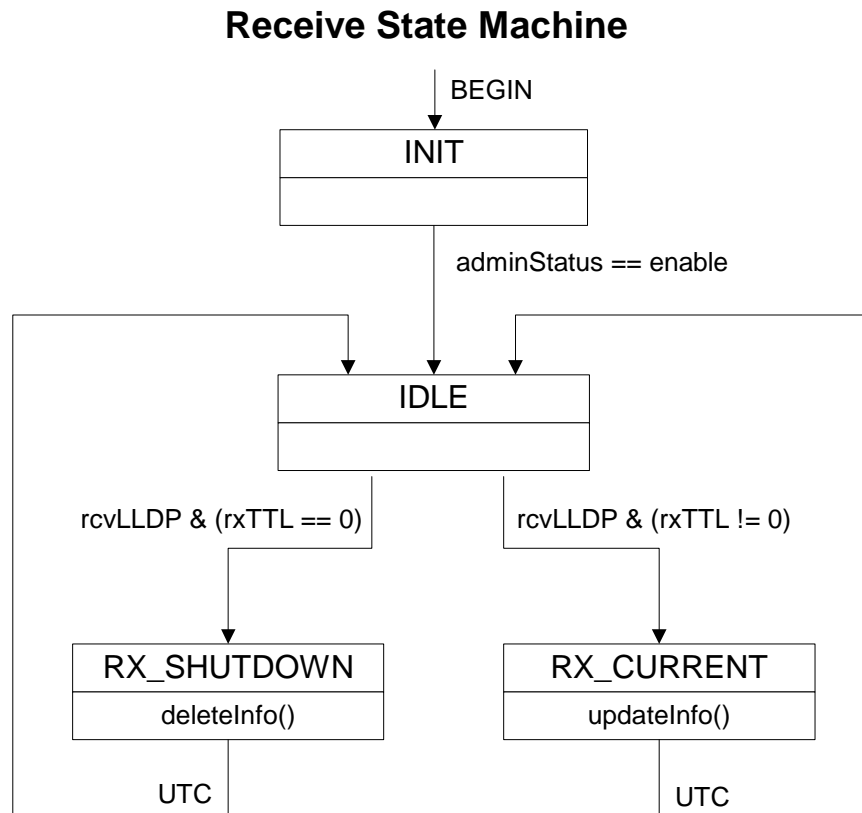 Receive State Machine
BEGIN
INIT
adminStatus == enable
IDLE
rcvLLDP & (rxTTL == 0)
rcvLLDP & (rxTTL != 0)
RX_SHUTDOWN
RX_CURRENT
deleteInfo()
updateInfo()
UTC
UTC